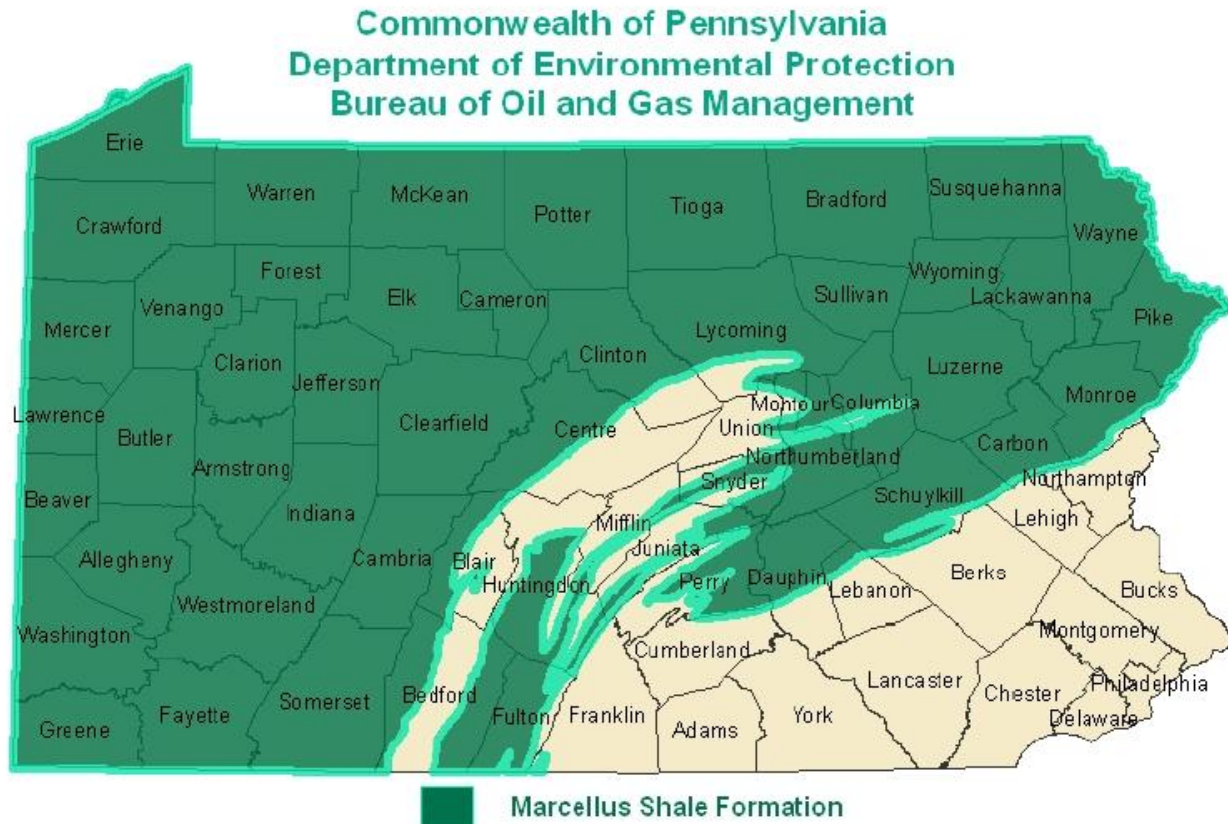 Commonwealth of Pennsylvania
Department of Environmental Protection
Bureau of Oil and Gas Management
Erie
Warren
McKean
Potter
Tioga
Bradford
Susquehanna
Crawford
Wayne
Forest
Venango
Elk
Cameron
Wyoming
Sullivan
Lackawanna
Mercer
Lycoming
Pike
Clarion
Clinton
Jefferson
Luzerne
Lawrence
Butler
Clearfield
Centre
Montour
Columbia
Monroe
Union
Armstrong
Northumberland
Carbon
Beaver
Snyder
Schuylkill
Northampton
Indiana
Mifflin
Lehigh
Allegheny
Cambria
Blair
Juniata
Huntingdon
Perry
Dauphin
Berks
Lebanon
Bucks
Westmoreland
Washington
Cumberland
Montgomery
Bedford
Lancaster
Philadelphia
Somerset
Fulton
Franklin
Chester
Greene
Fayette
Adams
York
Delaware
Marcellus Shale Formation